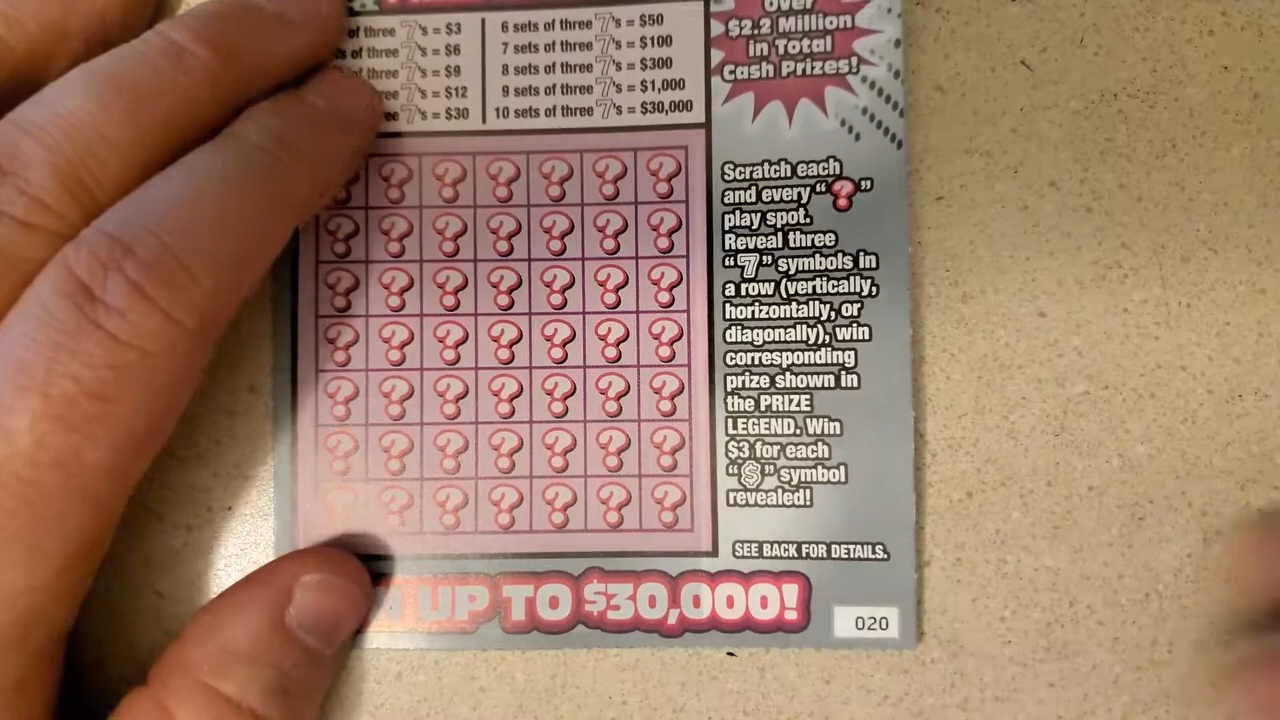 Over
$2.2 Million
in Total
Cash Prizes!
of three 7's = $3
of three 7's = $6
of three 7's = $9
7's = $12
7's = $30
6 sets of three 7's = $50
7 sets of three 7's = $100
8 sets of three 7's = $300
9 sets of three 7's = $1,000
10 sets of three 7's = $30,000
Scratch each
and every "?"
play spot.
Reveal three
"7" symbols in
a row (vertically,
horizontally, or
diagonally), win
corresponding
prize shown in
the PRIZE
LEGEND. Win
$3 for each
"$" symbol
revealed!
? ? ? ? ? ?
? ? ? ? ? ? ?
? ? ? ? ? ? ?
? ? ? ? ? ? ?
? ? ? ? ? ? ?
? ? ? ? ? ? ?
? ? ? ? ? ?
SEE BACK FOR DETAILS.
UP TO $30,000!
020